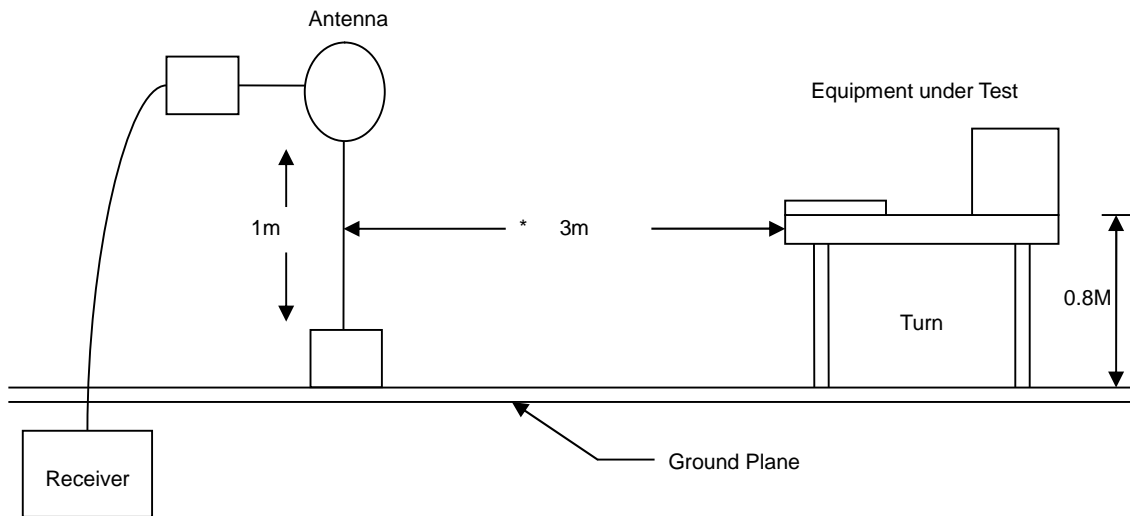 Antenna
Equipment under Test
1m
* 3m
0.8M
Turn
Ground Plane
Receiver